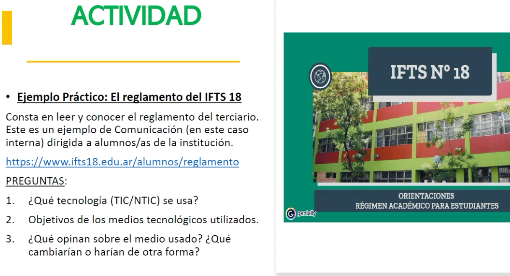 ACTIVIDAD
• Ejemplo Práctico: El reglamento del IFTS 18
Consta en leer y conocer el reglamento del terciario.
Este es un ejemplo de Comunicación (en este caso
interna) dirigida a alumnos/as de la institución.
https://www.ifts18.edu.ar/alumnos/reglamento
PREGUNTAS:
1. ¿Qué tecnología (TIC/NTIC) se usa?
2. Objetivos de los medios tecnológicos utilizados.
3. ¿Qué opinan sobre el medio usado? ¿Qué
cambiarían o harían de otra forma?
IFTS Nº 18
ORIENTACIONES
RÉGIMEN ACADÉMICO PARA ESTUDIANTES
genially